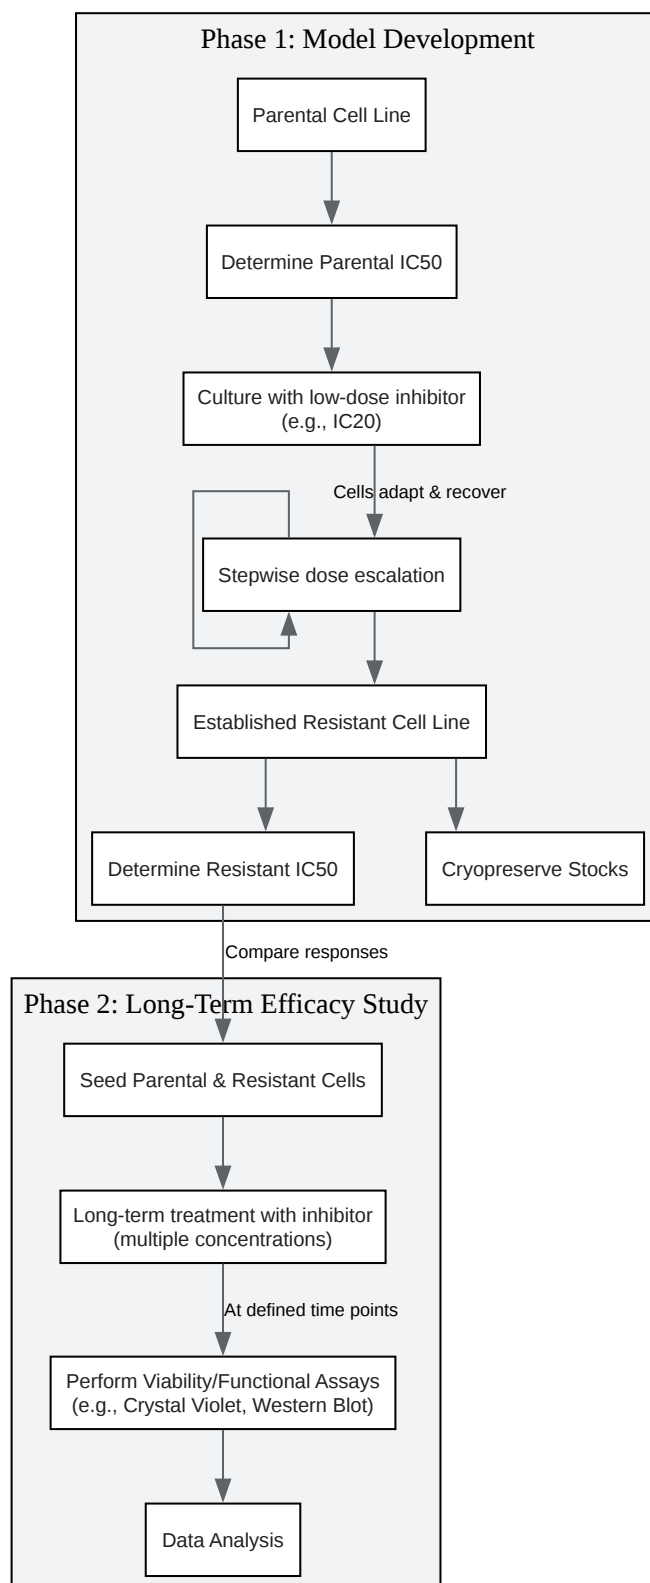 Phase 1: Model Development
Parental Cell Line
Determine Parental IC50
Culture with low-dose inhibitor
(e.g., IC20)
Cells adapt & recover
Stepwise dose escalation
Established Resistant Cell Line
Determine Resistant IC50
Cryopreserve Stocks
Compare responses
Phase 2: Long-Term Efficacy Study
Seed Parental & Resistant Cells
Long-term treatment with inhibitor
(multiple concentrations)
At defined time points
Perform Viability/Functional Assays
(e.g., Crystal Violet, Western Blot)
Data Analysis